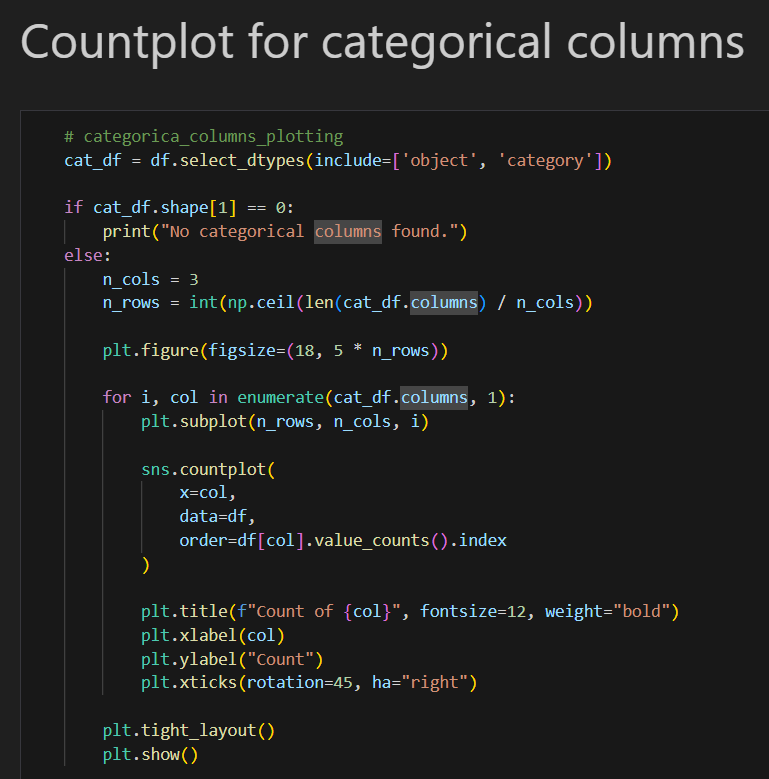 Countplot for categorical columns
# categorica_columns_plotting
cat_df = df.select_dtypes(include=['object', 'category'])
if cat_df.shape[1] == 0:
    print("No categorical columns found.")
else:
    n_cols = 3
    n_rows = int(np.ceil(len(cat_df.columns) / n_cols))
    plt.figure(figsize=(18, 5 * n_rows))
    for i, col in enumerate(cat_df.columns, 1):
        plt.subplot(n_rows, n_cols, i)
        sns.countplot(
            x=col,
            data=df,
            order=df[col].value_counts().index
        )
        plt.title(f"Count of {col}", fontsize=12, weight="bold")
        plt.xlabel(col)
        plt.ylabel("Count")
        plt.xticks(rotation=45, ha="right")
    plt.tight_layout()
    plt.show()